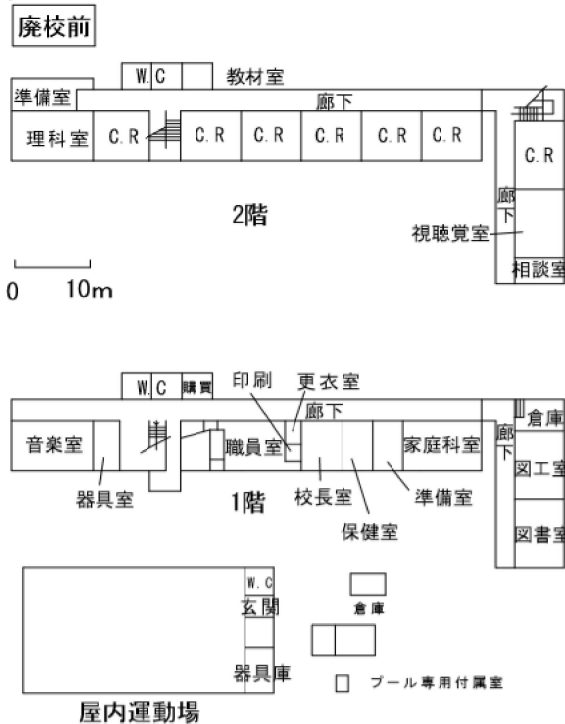 廃校前
W.C
教材室
準備室
廊下
理科室
C.R
C.R
C.R
C.R
C.R
C.R
C.R
廊下
2階
視聴覚室
相談室
0 10m
印刷
更衣室
W.C
購買
廊下
倉庫
音楽室
職員室
家庭科室
廊下
図工室
器具室
1階
校長室
準備室
図書室
保健室
W.C
玄関
倉庫
器具庫
プール専用付属室
屋内運動場